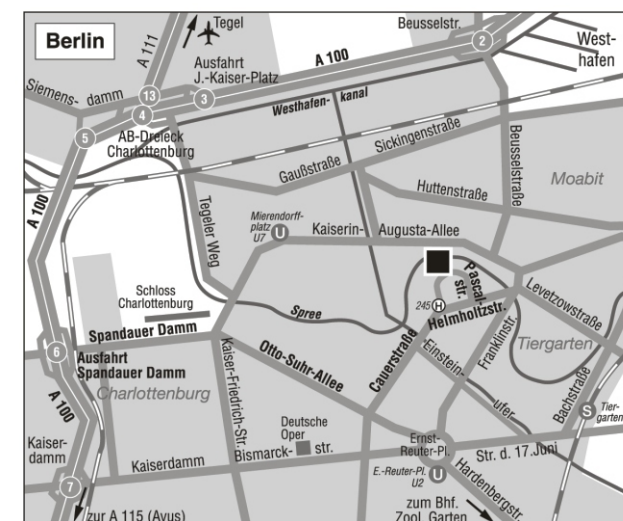 Berlin
A 111
Tegel
Beusselstr.
2
West-
hafen
Ausfahrt
J.-Kaiser-Platz
A 100
Siemens-
damm
13
3
4
5
Westhafen-
kanal
AB-Dreieck
Charlottenburg
Sickingenstraße
Beusselstraße
Gaußstraße
Huttenstraße
Moabit
A 100
Tegeler Weg
Mierendorff-
platz
U7
U
Kaiserin-
Augusta-Allee
Pascal-
str.
Levetzowstraße
Schloss
Charlottenburg
Spree
245
H
Helmholtzstr.
Spandauer Damm
Franklinstr.
Tiergarten
6
Ausfahrt
Spandauer Damm
Otto-Suhr-Allee
Cauerstraße
Einstein-
ufer
Bachstraße
Charlottenburg
Kaiser-Friedrich-Str.
A 100
S
Tier-
garten
Deutsche
Oper
Ernst-
Reuter-Pl.
Kaiser-
damm
Kaiserdamm
Bismarck-
str.
Str. d. 17.Juni
7
E.-Reuter-Pl.
U2
U
Hardenbergstr.
zur A 115 (Avus)
zum Bhf.
Zool. Garten